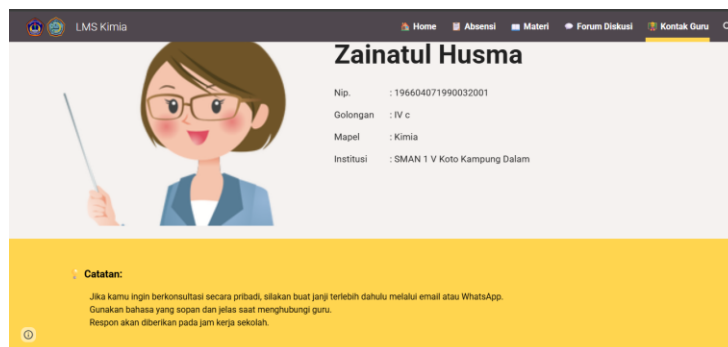 LMS Kimia
Home Absensi Materi Forum Diskusi Kontak Guru
Zainatul Husma
Nip. : 196604071990032001
Golongan : IV c
Mapel : Kimia
Institusi : SMAN 1 V Koto Kampung Dalam
Catatan:
Jika kamu ingin berkonsultasi secara pribadi, silakan buat janji terlebih dahulu melalui email atau WhatsApp.
Gunakan bahasa yang sopan dan jelas saat menghubungi guru.
Respon akan diberikan pada jam kerja sekolah.